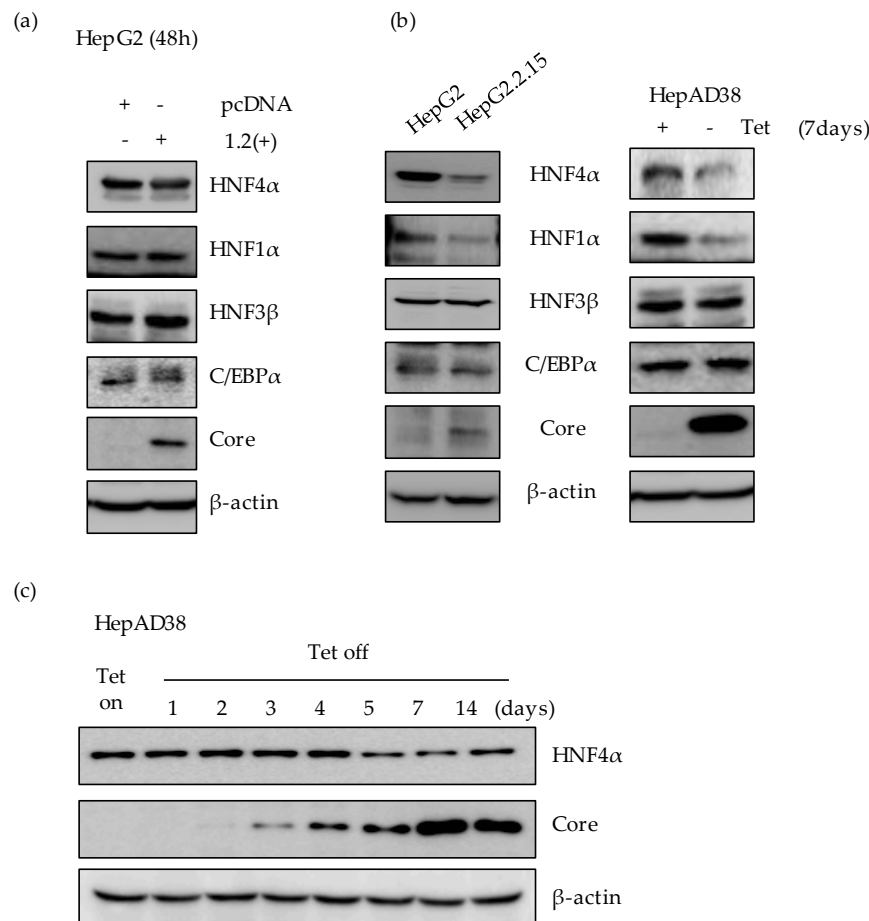 (a)
HepG2 (48h)
+ - pcDNA
- + 1.2(+)
HNF4α
HNF1α
HNF3β
C/EBPα
Core
β-actin
(b)
HepG2 HepG2.2.15
HepAD38
+ - Tet (7days)
HNF4α
HNF1α
HNF3β
C/EBPα
Core
β-actin
(c)
HepAD38
Tet off
Tet
on
1 2 3 4 5 7 14 (days)
HNF4α
Core
β-actin